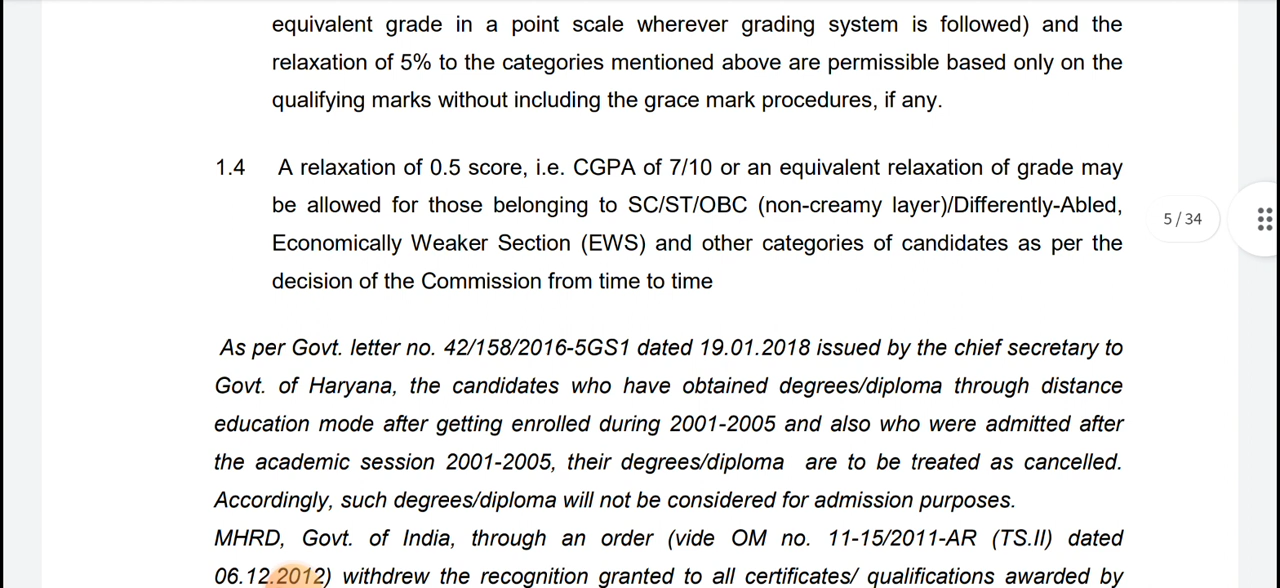 equivalent grade in a point scale wherever grading system is followed) and the
relaxation of 5% to the categories mentioned above are permissible based only on the
qualifying marks without including the grace mark procedures, if any.
1.4 A relaxation of 0.5 score, i.e. CGPA of 7/10 or an equivalent relaxation of grade may
be allowed for those belonging to SC/ST/OBC (non-creamy layer)/Differently-Abled,
5 / 34
Economically Weaker Section (EWS) and other categories of candidates as per the
decision of the Commission from time to time
As per Govt. letter no. 42/158/2016-5GS1 dated 19.01.2018 issued by the chief secretary to
Govt. of Haryana, the candidates who have obtained degrees/diploma through distance
education mode after getting enrolled during 2001-2005 and also who were admitted after
the academic session 2001-2005, their degrees/diploma are to be treated as cancelled.
Accordingly, such degrees/diploma will not be considered for admission purposes.
MHRD, Govt. of India, through an order (vide OM no. 11-15/2011-AR (TS.II) dated
06.12.2012) withdrew the recognition granted to all certificates/ qualifications awarded by